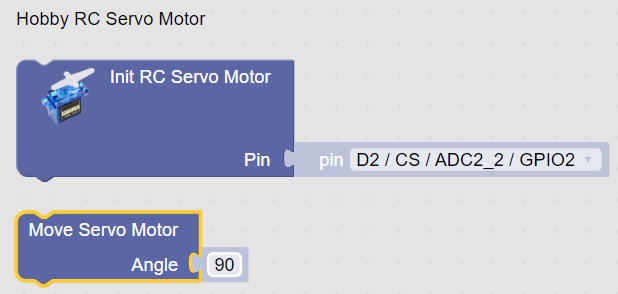 Hobby RC Servo Motor
Init RC Servo Motor
Pin pin D2 / CS / ADC2_2 / GPIO2
Move Servo Motor
Angle 90